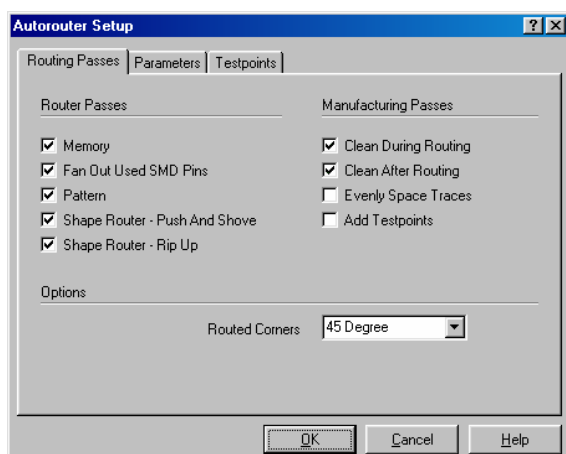 Autorouter Setup
Routing Passes Parameters Testpoints
Router Passes
Memory
Fan Out Used SMD Pins
Pattern
Shape Router - Push And Shove
Shape Router - Rip Up
Manufacturing Passes
Clean During Routing
Clean After Routing
Evenly Space Traces
Add Testpoints
Options
Routed Corners 45 Degree
OK Cancel Help